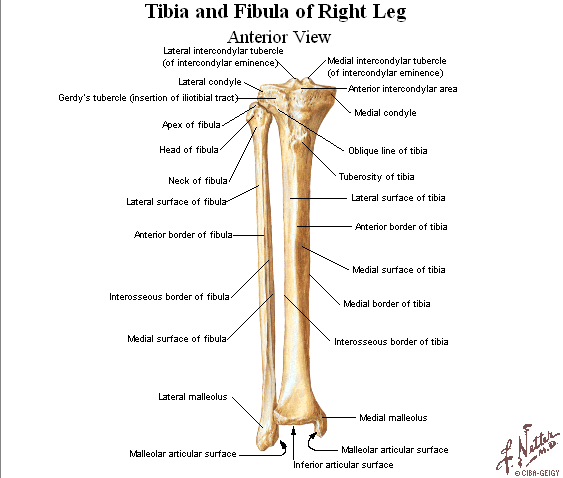 Tibia and Fibula of Right Leg
Anterior View
Lateral intercondylar tubercle
(of intercondylar eminence)
Medial intercondylar tubercle
(of intercondylar eminence)
Lateral condyle
Anterior intercondylar area
Gerdy's tubercle (insertion of iliotibial tract)
Medial condyle
Apex of fibula
Head of fibula
Oblique line of tibia
Neck of fibula
Tuberosity of tibia
Lateral surface of fibula
Lateral surface of tibia
Anterior border of fibula
Anterior border of tibia
Medial surface of tibia
Interosseous border of fibula
Medial border of tibia
Medial surface of fibula
Interosseous border of tibia
Lateral malleolus
Medial malleolus
Malleolar articular surface
Malleolar articular surface
Inferior articular surface
F. Netter
M.D.
© CIBA-GEIGY